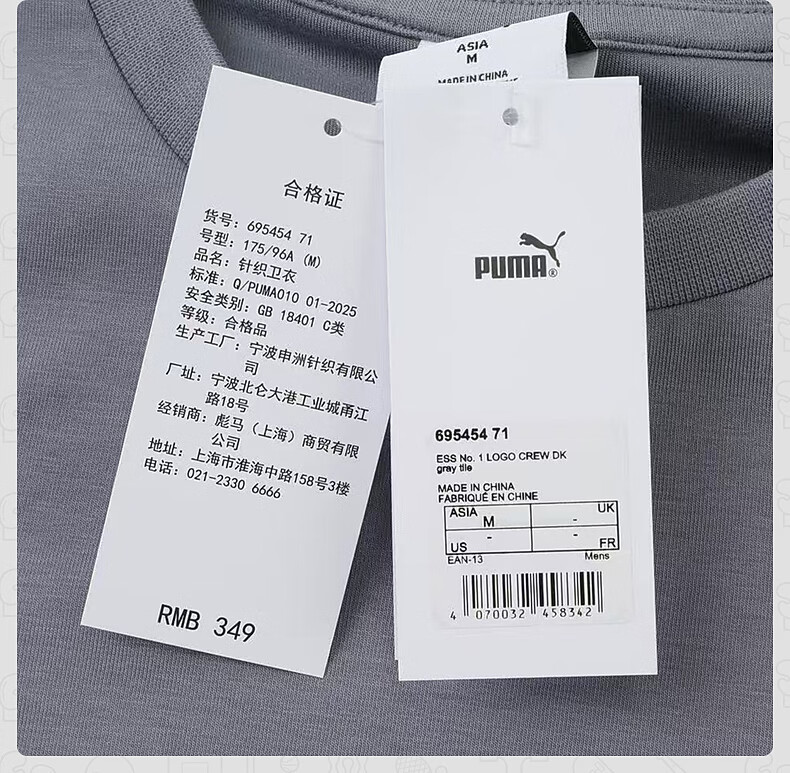 ASIA
M
MADE IN CHINA
合格证
货号: 695454 71
号型: 175/96A (M)
品名: 针织卫衣
标准: Q/PUMA010 01-2025
安全类别: GB 18401 C类
等级: 合格品
生产工厂: 宁波申洲针织有限公
司
厂址: 宁波北仑大港工业城甬江
路18号
经销商: 彪马（上海）商贸有限
公司
地址: 上海市淮海中路158号3楼
电话: 021-2330 6666
RMB 349
PUMA®
695454 71
ESS No. 1 LOGO CREW DK
gray tile
MADE IN CHINA
FABRIQUÉ EN CHINE
ASIA M - UK
US - - FR
EAN-13 Mens
4 070032 458342